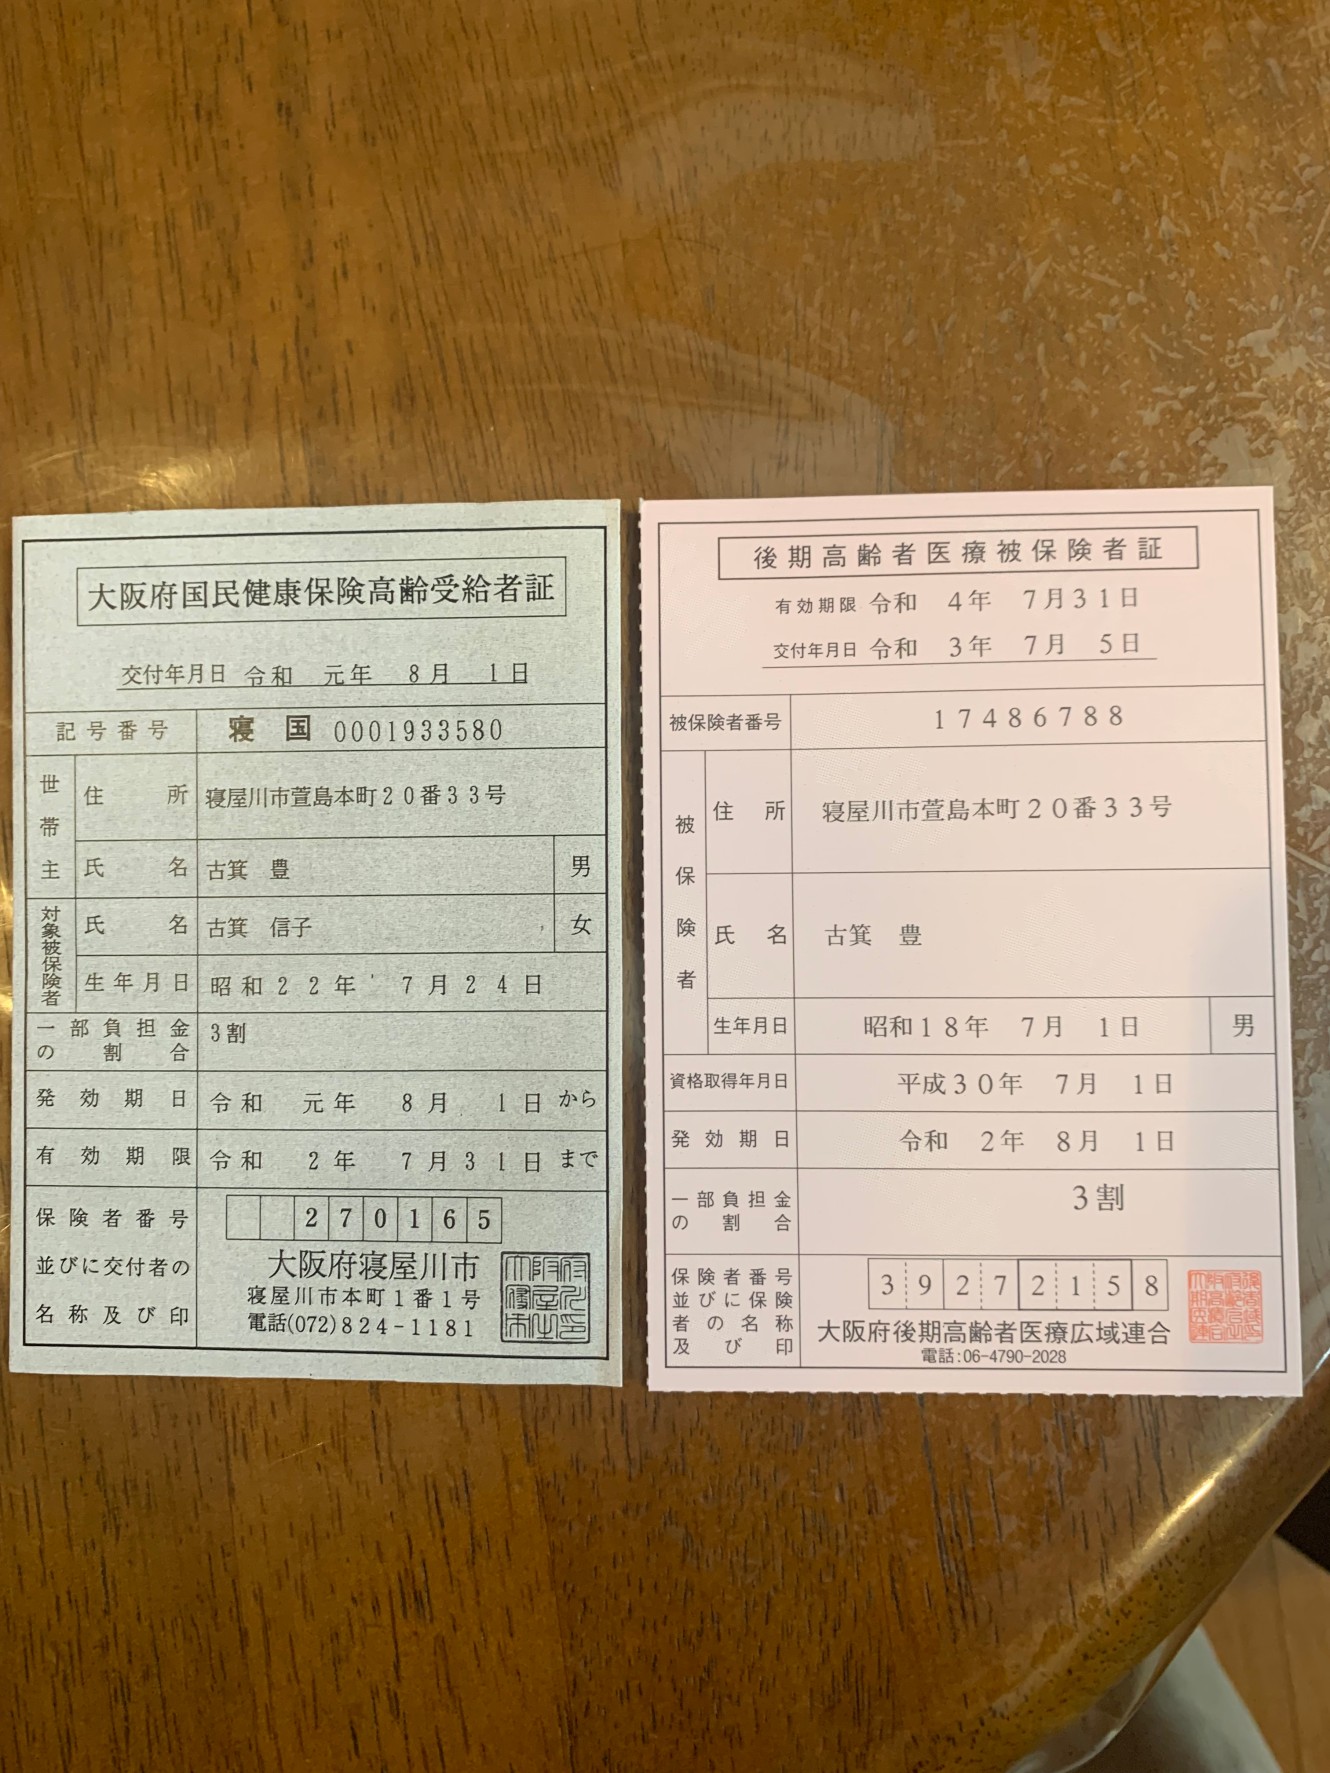 大阪府国民健康保険高齢受給者証
交付年月日 令和 元年 8月 1日
記号番号 寝 国 0001933580
世帯主
住所 寝屋川市萱島本町20番33号
氏名 古箕 豊 男
対象被保険者
氏名 古箕 信子 女
生年月日 昭和22年 7月24日
一部負担金の割合 3割
発効期日 令和 元年 8月 1日から
有効期限 令和 2年 7月31日まで
保険者番号 270165
並びに交付者の
名称及び印
大阪府寝屋川市
寝屋川市本町1番1号
電話(072)824-1181
後期高齢者医療被保険者証
有効期限 令和 4年 7月31日
交付年月日 令和 3年 7月 5日
被保険者番号 17486788
被保険者
住所 寝屋川市萱島本町20番33号
氏名 古箕 豊
生年月日 昭和18年 7月 1日 男
資格取得年月日 平成30年 7月 1日
発効期日 令和 2年 8月 1日
一部負担金の割合 3割
保険者番号
並びに保険
者の名称
及び印
39272158
大阪府後期高齢者医療広域連合
電話:06-4790-2028